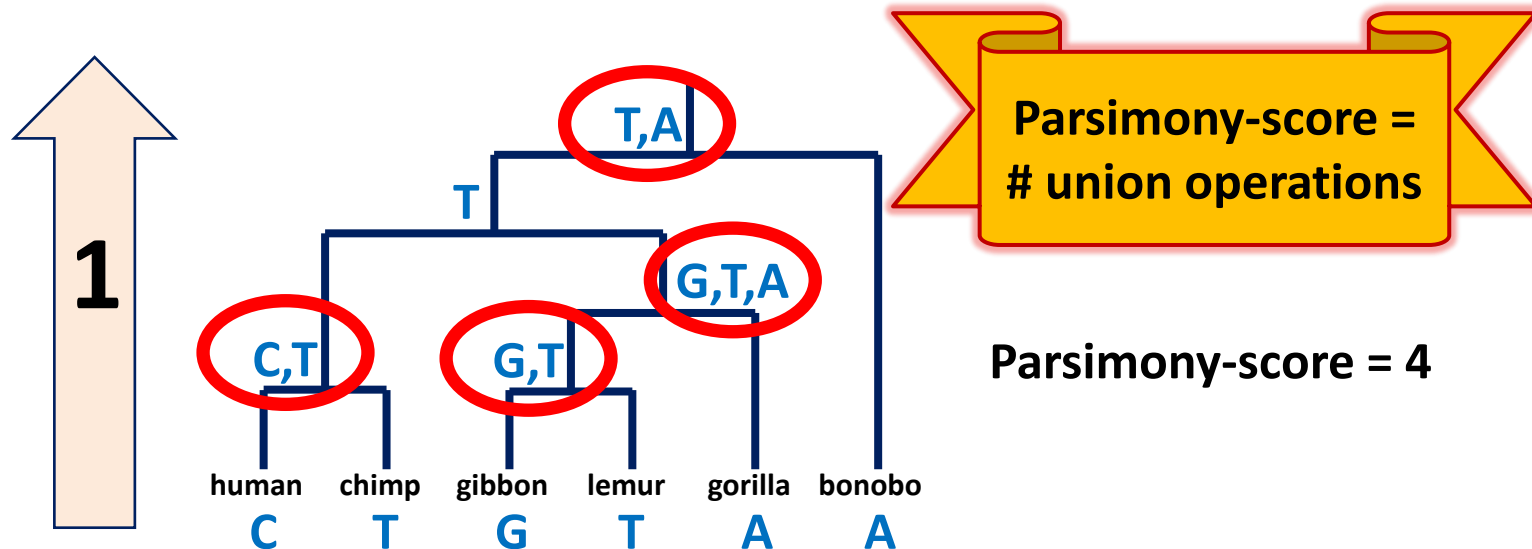 Parsimony-score =
# union operations
T,A
T
1
G,T,A
C,T
G,T
Parsimony-score = 4
human chimp gibbon lemur gorilla bonobo
C T G T A A